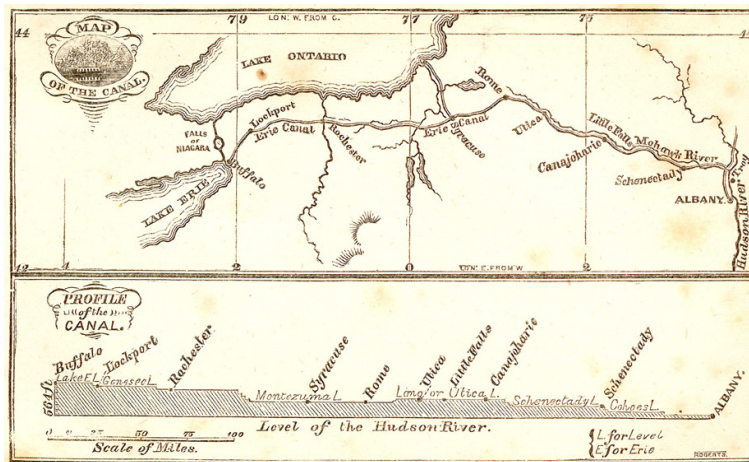 MAP
OF THE CANAL.
79
LON: W. FROM G.
77
75
44
LAKE ONTARIO
Rome
Lockport
Erie Canal
Rochester
Erie Canal
Syracuse
Utica
Little Falls
Mohawk River
Canajoharie
Schenectady
Troy
FALLS
OF
NIAGARA
Buffalo
LAKE ERIE
ALBANY.
Hudson River.
42
4
2
0
LON: E. FROM W
2
PROFILE
of the
CANAL.
Buffalo
Lockport
Rochester
Syracuse
Rome
Utica
Little Falls
Canajoharie
Schenectady
ALBANY.
Lake E L
Genesee L
Montezuma L
Long or Utica L.
Schenectady L
Cohoes L
Level of the Hudson River.
0
25
50
75
100
Scale of Miles.
L. for Level
E for Erie
ROBERTS.